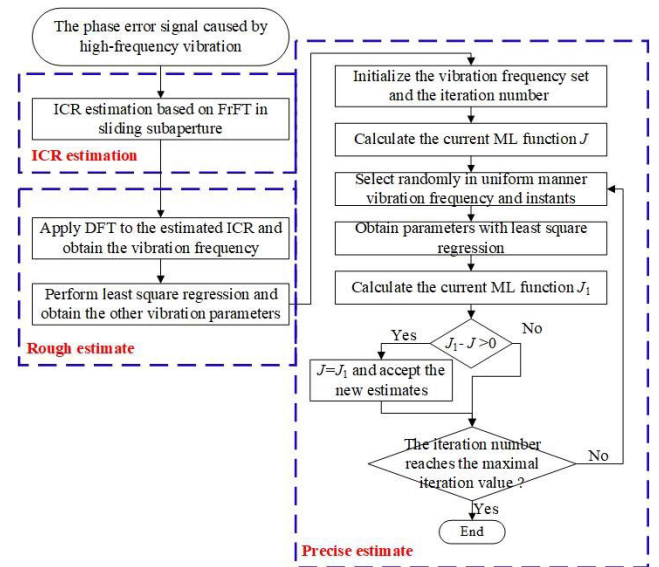 The phase error signal caused by
high-frequency vibration
ICR estimation based on FrFT in
sliding subaperture
ICR estimation
Apply DFT to the estimated ICR and
obtain the vibration frequency
Perform least square regression and
obtain the other vibration parameters
Rough estimate
Initialize the vibration frequency set
and the iteration number
Calculate the current ML function J
Select randomly in uniform manner
vibration frequency and instants
Obtain parameters with least square
regression
Calculate the current ML function J₁
J₁- J >0
Yes
No
J=J₁ and accept the
new estimates
The iteration number
reaches the maximal
iteration value ?
No
Yes
End
Precise estimate